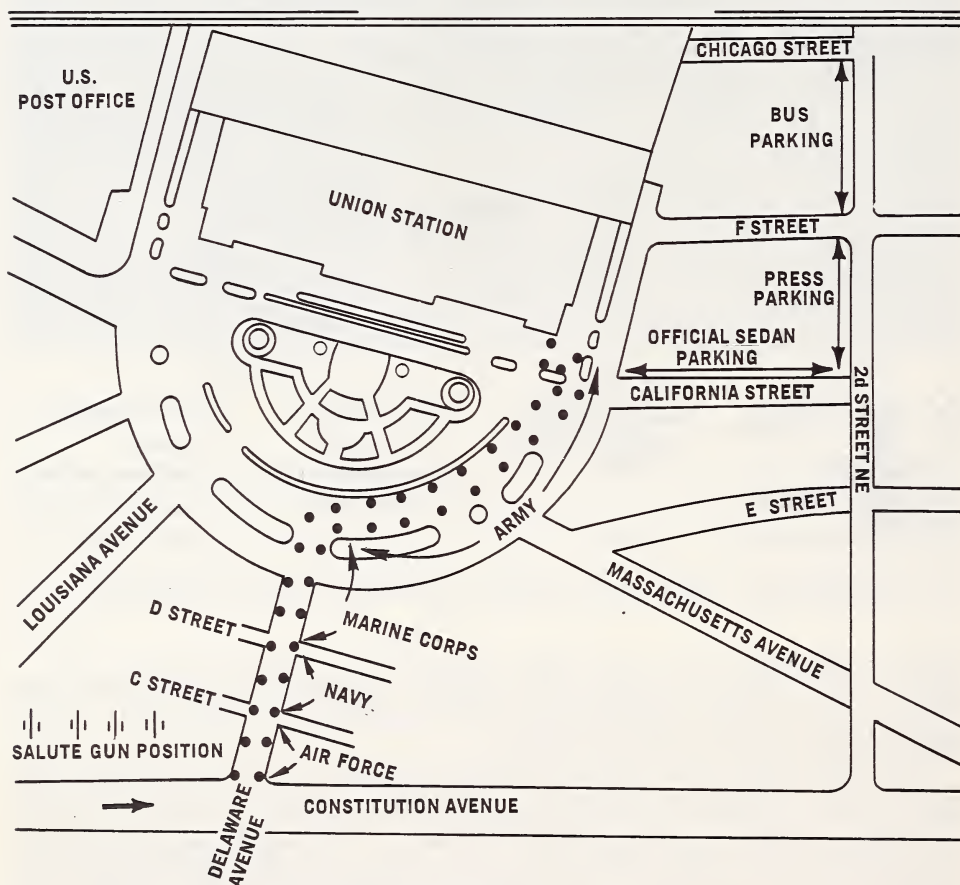 U.S.
POST OFFICE
CHICAGO STREET
BUS
PARKING
UNION STATION
F STREET
PRESS
PARKING
OFFICIAL SEDAN
PARKING
CALIFORNIA STREET
2d STREET NE
E STREET
ARMY
LOUISIANA AVENUE
MASSACHUSETTS AVENUE
D STREET
MARINE CORPS
C STREET
NAVY
SALUTE GUN POSITION
AIR FORCE
CONSTITUTION AVENUE
DELAWARE
AVENUE